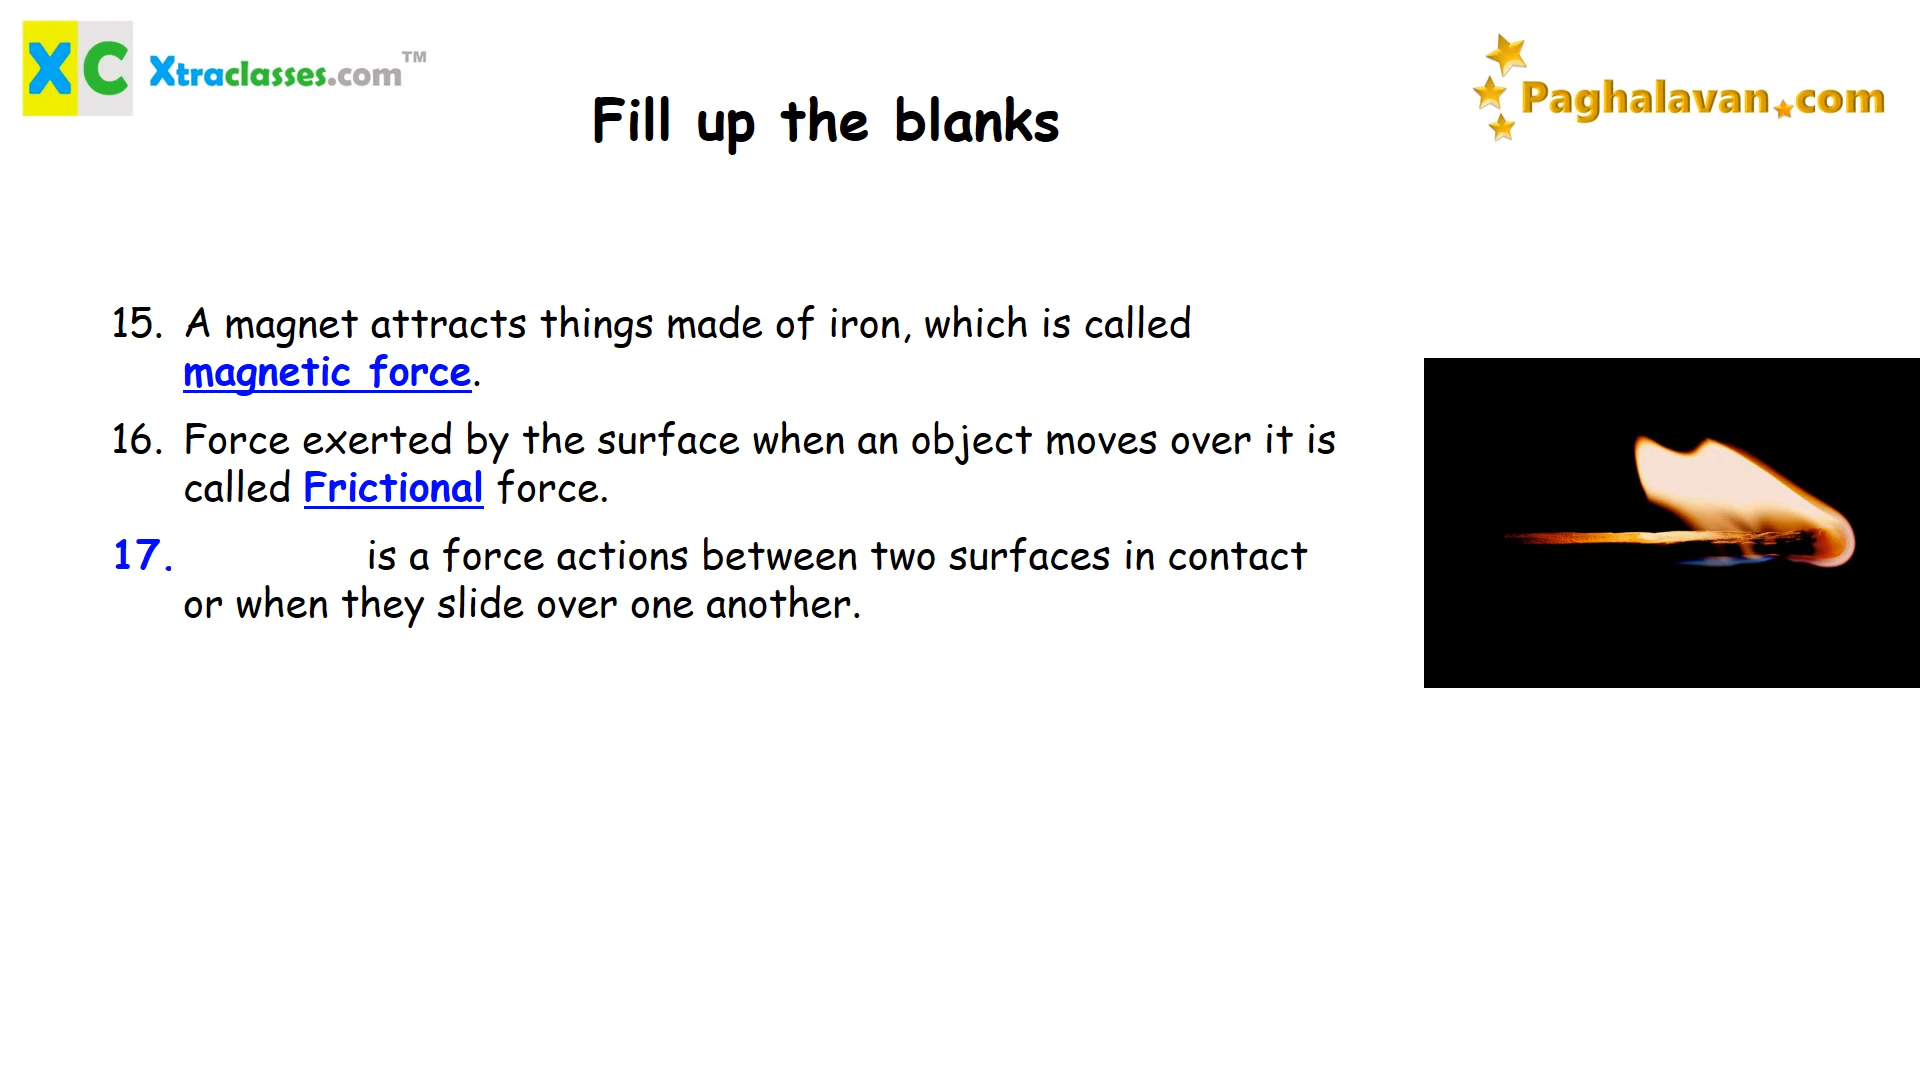 XC Xtraclasses.com™
Paghalavan.com
Fill up the blanks
15. A magnet attracts things made of iron, which is called
magnetic force.
16. Force exerted by the surface when an object moves over it is
called Frictional force.
17. is a force actions between two surfaces in contact
or when they slide over one another.